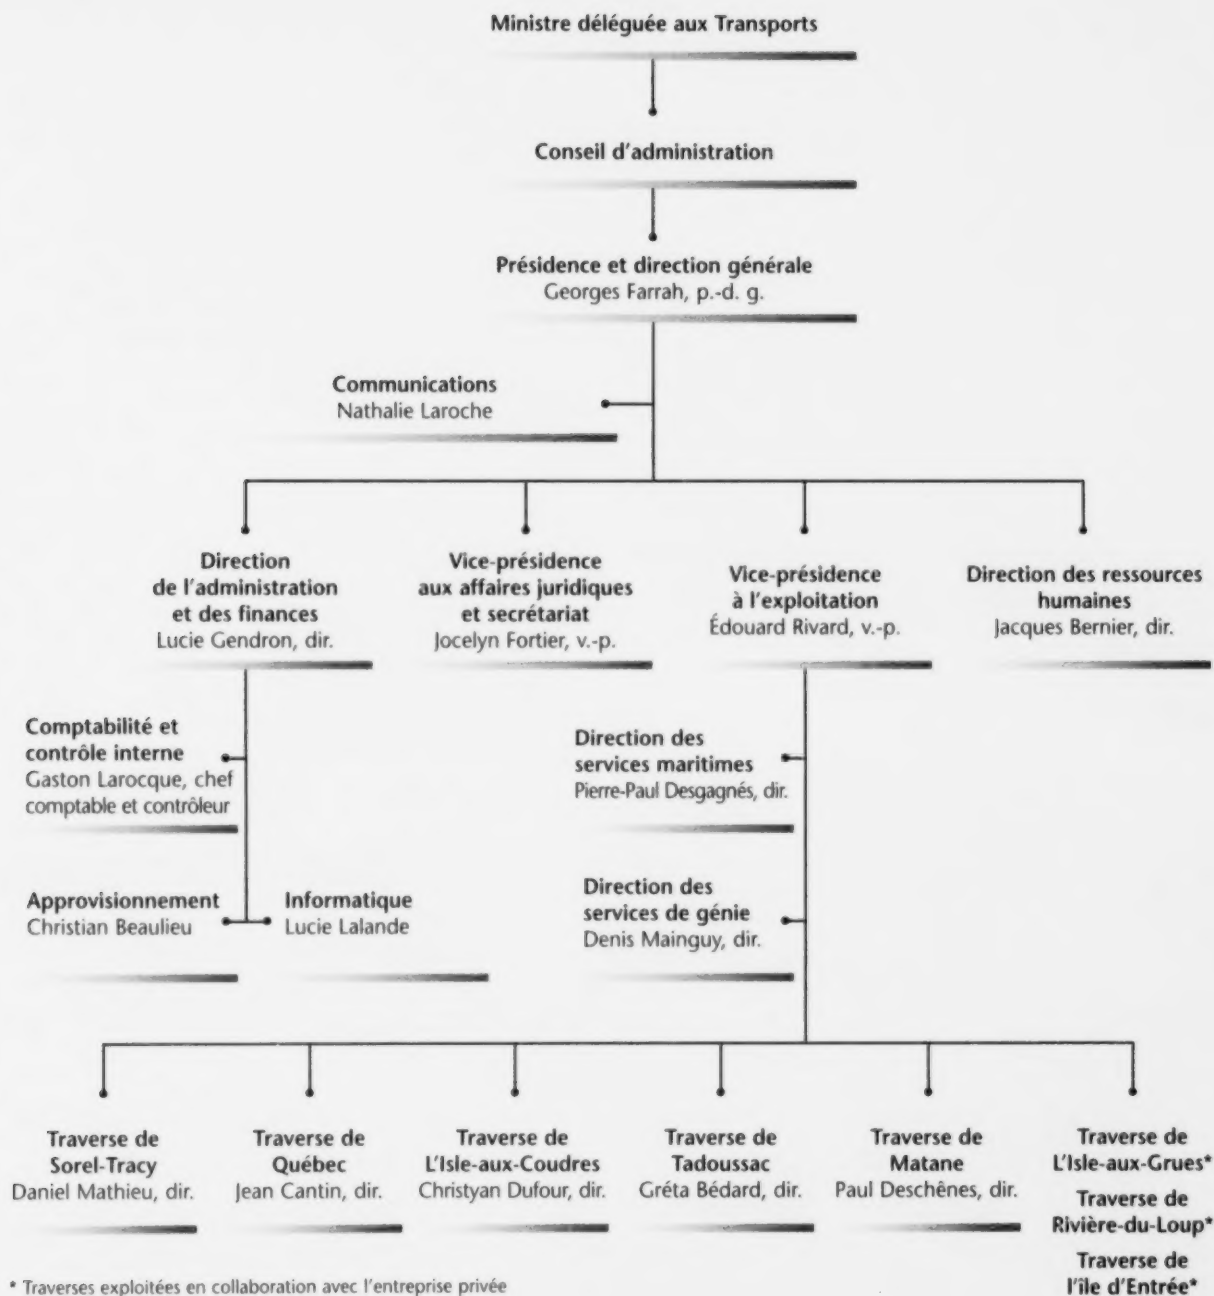 Ministre déléguée aux Transports
Conseil d'administration
Présidence et direction générale
Georges Farrah, p.-d. g.
Communications
Nathalie Laroche
Direction
de l'administration
et des finances
Lucie Gendron, dir.
Vice-présidence
aux affaires juridiques
et secrétariat
Jocelyn Fortier, v.-p.
Vice-présidence
à l'exploitation
Édouard Rivard, v.-p.
Direction des ressources
humaines
Jacques Bernier, dir.
Comptabilité et
contrôle interne
Gaston Larocque, chef
comptable et contrôleur
Direction des
services maritimes
Pierre-Paul Desgagnés, dir.
Approvisionnement
Christian Beaulieu
Informatique
Lucie Lalande
Direction des
services de génie
Denis Mainguy, dir.
Traverse de
Sorel-Tracy
Daniel Mathieu, dir.
Traverse de
Québec
Jean Cantin, dir.
Traverse de
L'Isle-aux-Coudres
Christyan Dufour, dir.
Traverse de
Tadoussac
Gréta Bédard, dir.
Traverse de
Matane
Paul Deschênes, dir.
Traverse de
L'Isle-aux-Grues*
Traverse de
Rivière-du-Loup*
Traverse de
l'île d'Entrée*
* Traverses exploitées en collaboration avec l'entreprise privée